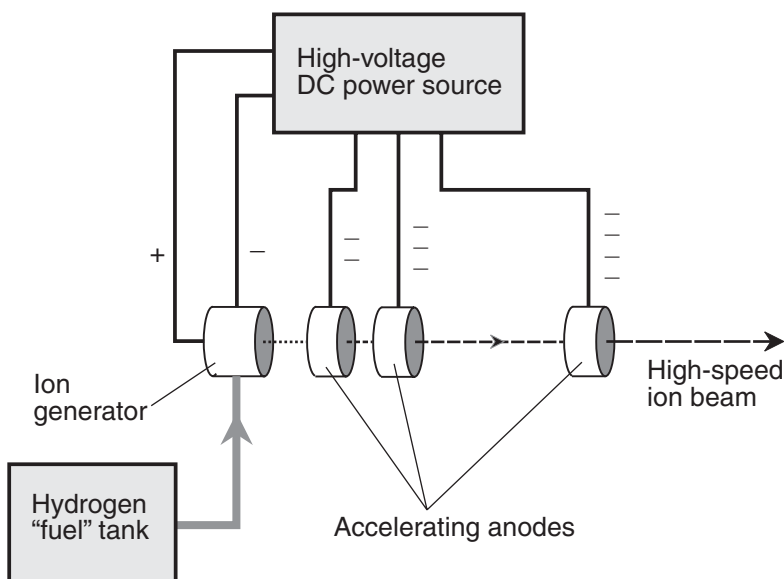 High-voltage
DC power source
+
–
– –
– – –
– – – –
Ion
generator
High-speed
ion beam
Hydrogen
“fuel” tank
Accelerating anodes